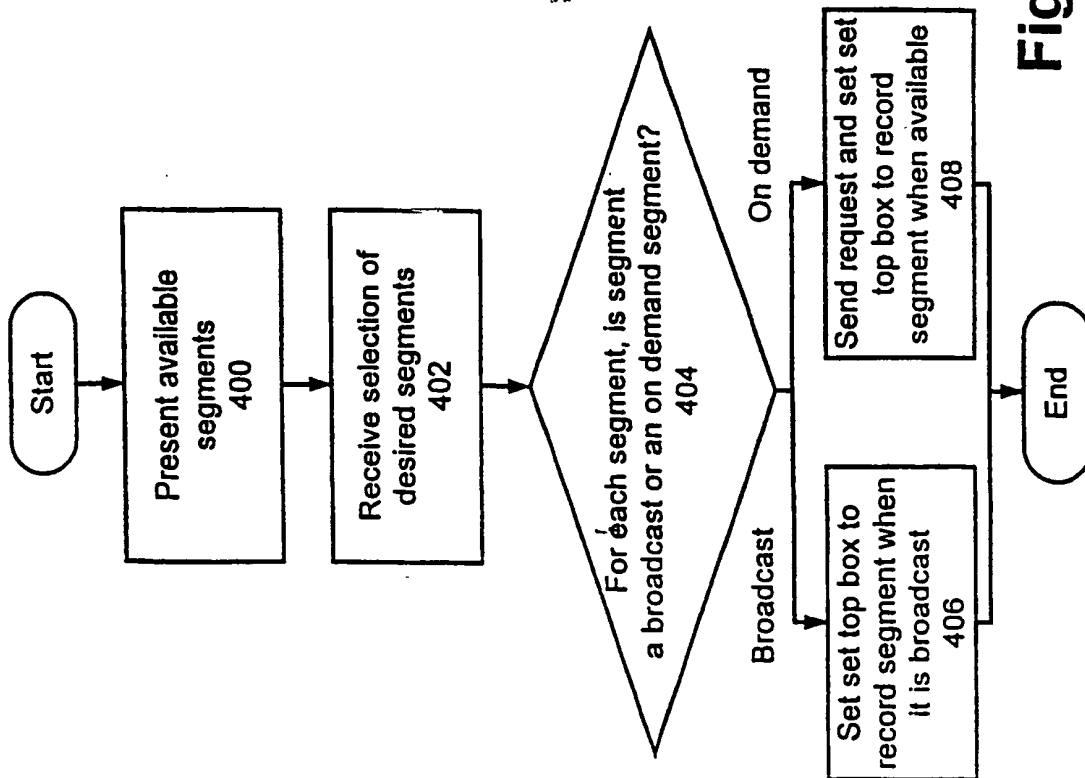 Start
Present available
segments
400
Receive selection of
desired segments
402
For each segment, is segment
a broadcast or an on demand segment?
404
Broadcast
On demand
Set set top box to
record segment when
it is broadcast
406
Send request and set set
top box to record
segment when available
408
End
Fig